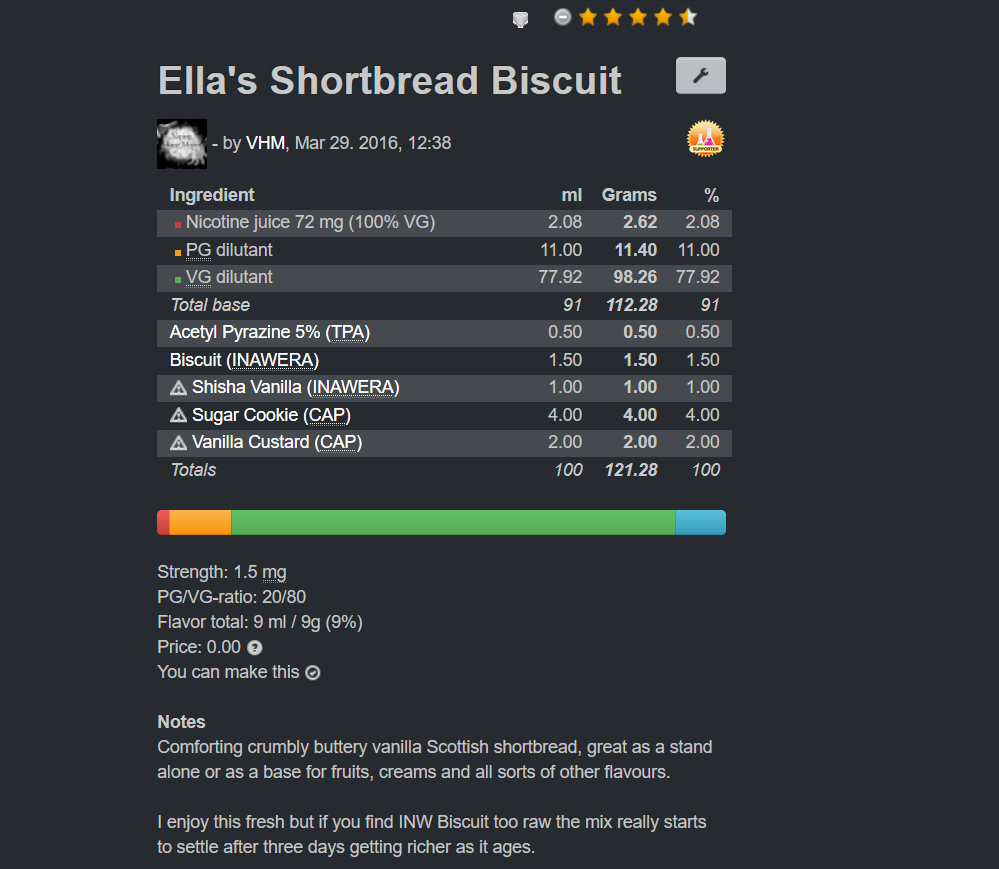 Ella's Shortbread Biscuit
- by VHM, Mar 29. 2016, 12:38
SUPPORTER
Ingredient ml Grams %
Nicotine juice 72 mg (100% VG) 2.08 2.62 2.08
PG dilutant 11.00 11.40 11.00
VG dilutant 77.92 98.26 77.92
Total base 91 112.28 91
Acetyl Pyrazine 5% (TPA) 0.50 0.50 0.50
Biscuit (INAWERA) 1.50 1.50 1.50
Shisha Vanilla (INAWERA) 1.00 1.00 1.00
Sugar Cookie (CAP) 4.00 4.00 4.00
Vanilla Custard (CAP) 2.00 2.00 2.00
Totals 100 121.28 100
Strength: 1.5 mg
PG/VG-ratio: 20/80
Flavor total: 9 ml / 9g (9%)
Price: 0.00 ?
You can make this
Notes
Comforting crumbly buttery vanilla Scottish shortbread, great as a stand
alone or as a base for fruits, creams and all sorts of other flavours.
I enjoy this fresh but if you find INW Biscuit too raw the mix really starts
to settle after three days getting richer as it ages.